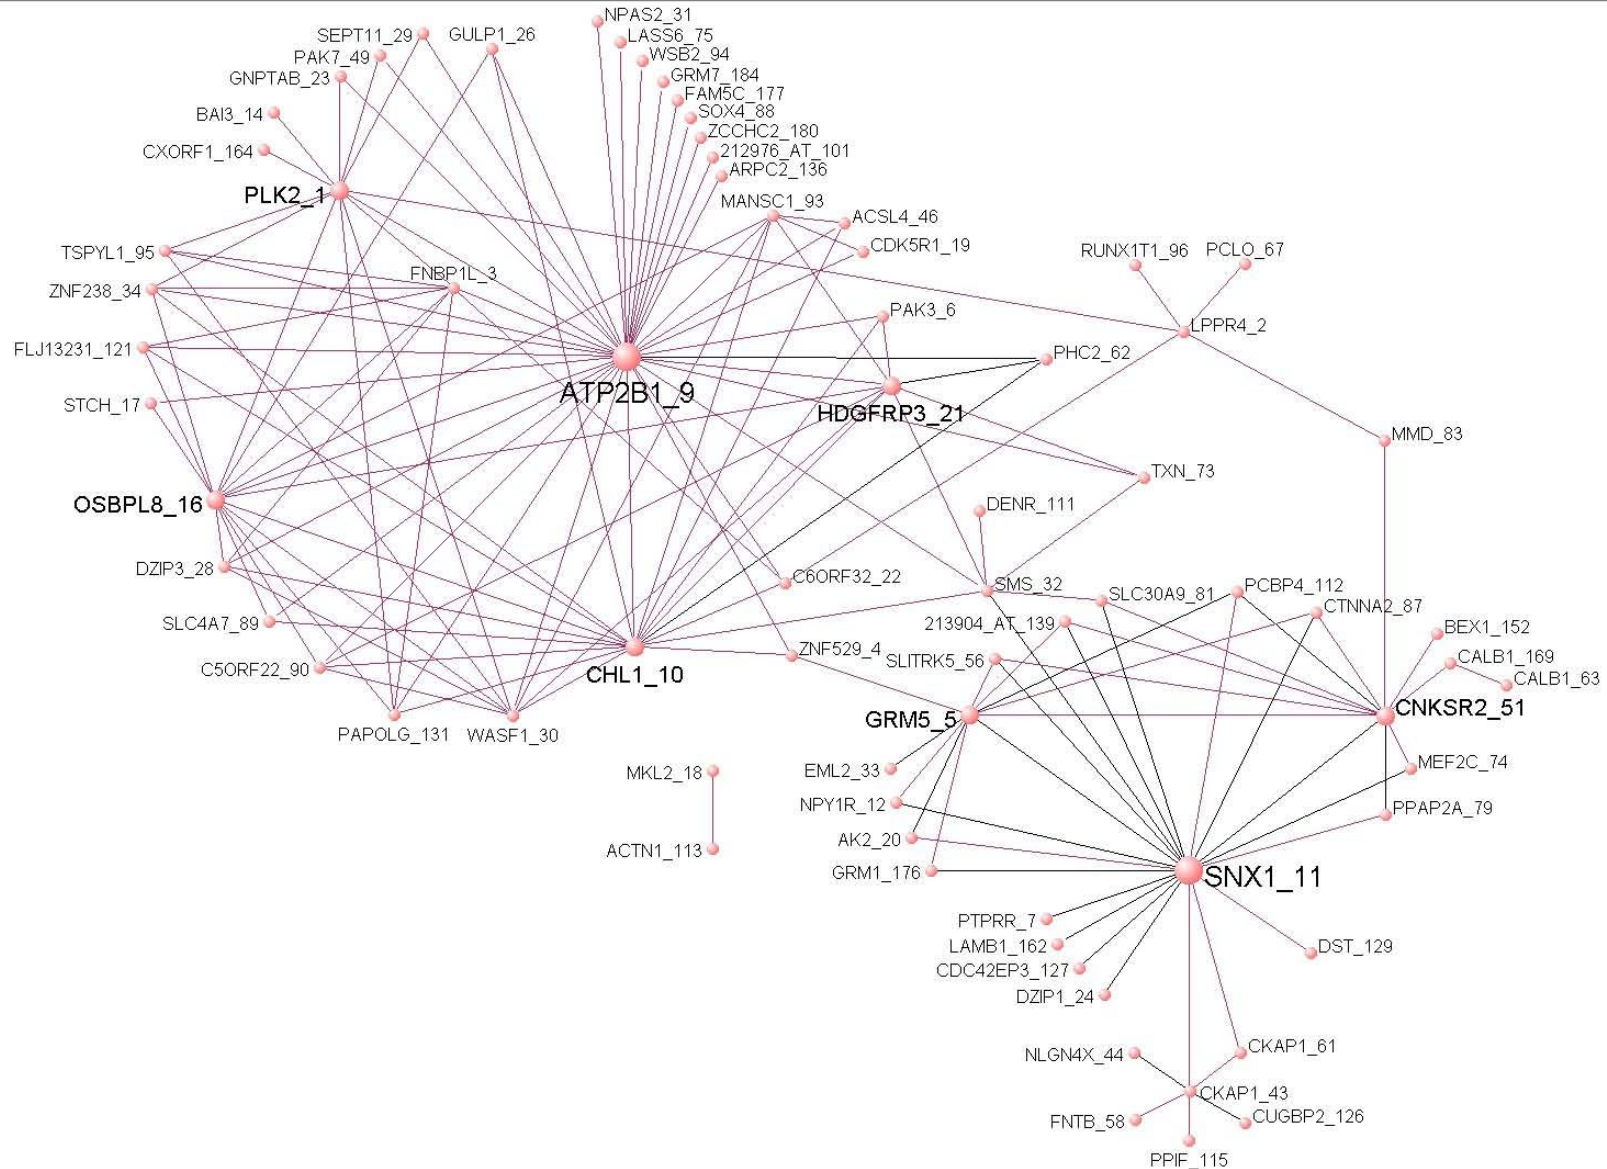 NPAS2_31
SEPT11_29
GULP1_26
LASS6_75
PAK7_49
WSB2_94
GNPTAB_23
GRM7_184
FAM5C_177
BAI3_14
SOX4_88
ZCCHC2_180
CXORF1_164
212976_AT_101
ARPC2_136
PLK2_1
MANSC1_93
ACSL4_46
CDK5R1_19
TSPYL1_95
RUNX1T1_96
PCLO_67
FNBP1L_3
ZNF238_34
PAK3_6
LPPR4_2
FLJ13231_121
PHC2_62
ATP2B1_9
STCH_17
HDGFRP3_21
MMD_83
TXN_73
OSBPL8_16
DENR_111
DZIP3_28
C6ORF32_22
SMS_32
SLC30A9_81
PCBP4_112
CTNNA2_87
SLC4A7_89
213904_AT_139
BEX1_152
ZNF529_4
SLITRK5_56
CALB1_169
C5ORF22_90
CHL1_10
CALB1_63
GRM5_5
CNKSR2_51
PAPOLG_131
WASF1_30
MKL2_18
EML2_33
MEF2C_74
NPY1R_12
PPAP2A_79
AK2_20
ACTN1_113
GRM1_176
SNX1_11
PTPRR_7
LAMB1_162
DST_129
CDC42EP3_127
DZIP1_24
NLGN4X_44
CKAP1_61
CKAP1_43
FNTB_58
CUGBP2_126
PPIF_115